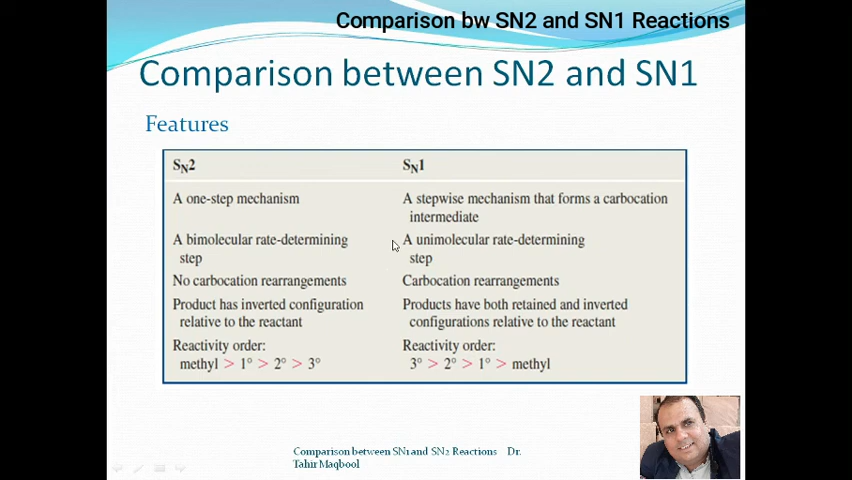 Comparison bw SN2 and SN1 Reactions
Comparison between SN2 and SN1
Features
SN2
SN1
A one-step mechanism
A stepwise mechanism that forms a carbocation
intermediate
A bimolecular rate-determining
step
A unimolecular rate-determining
step
No carbocation rearrangements
Carbocation rearrangements
Product has inverted configuration
relative to the reactant
Products have both retained and inverted
configurations relative to the reactant
Reactivity order:
methyl > 1° > 2° > 3°
Reactivity order:
3° > 2° > 1° > methyl
Comparison between SN1 and SN2 Reactions Dr.
Tahir Maqbool